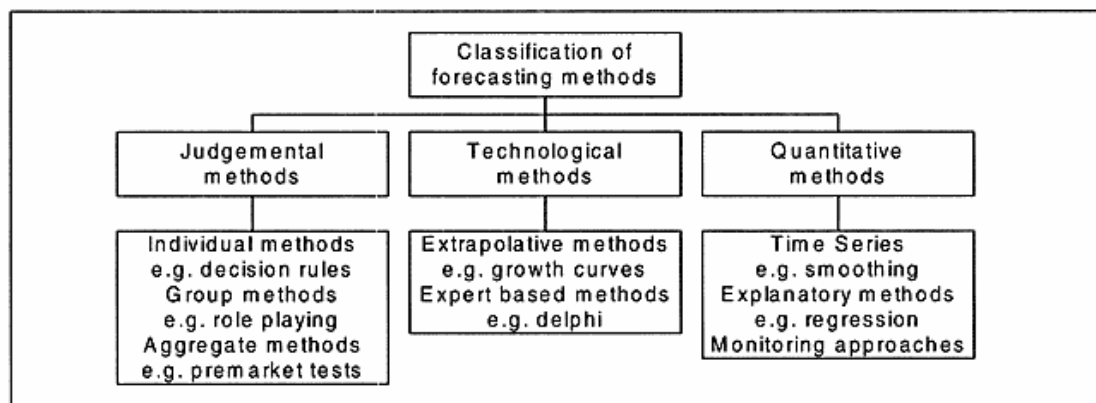 Classification of
forecasting methods
Judgemental
methods
Technological
methods
Quantitative
methods
Individual methods
e.g. decision rules
Group methods
e.g. role playing
Aggregate methods
e.g. premarket tests
Extrapolative methods
e.g. growth curves
Expert based methods
e.g. delphi
Time Series
e.g. smoothing
Explanatory methods
e.g. regression
Monitoring approaches